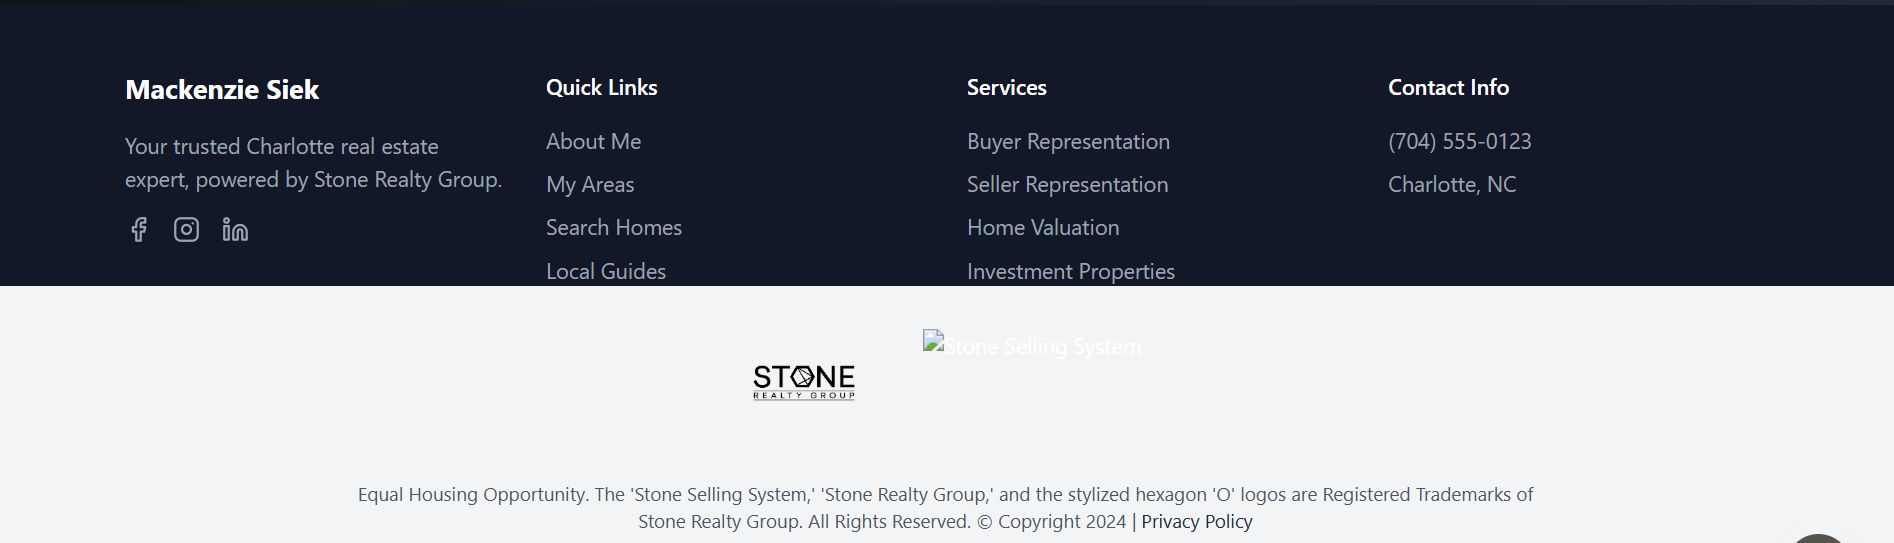 Mackenzie Siek
Your trusted Charlotte real estate
expert, powered by Stone Realty Group.
Quick Links
About Me
My Areas
Search Homes
Local Guides
Services
Buyer Representation
Seller Representation
Home Valuation
Investment Properties
Contact Info
(704) 555-0123
Charlotte, NC
STONE
REALTY GROUP
Stone Selling System
Equal Housing Opportunity. The 'Stone Selling System,' 'Stone Realty Group,' and the stylized hexagon 'O' logos are Registered Trademarks of
Stone Realty Group. All Rights Reserved. © Copyright 2024 | Privacy Policy